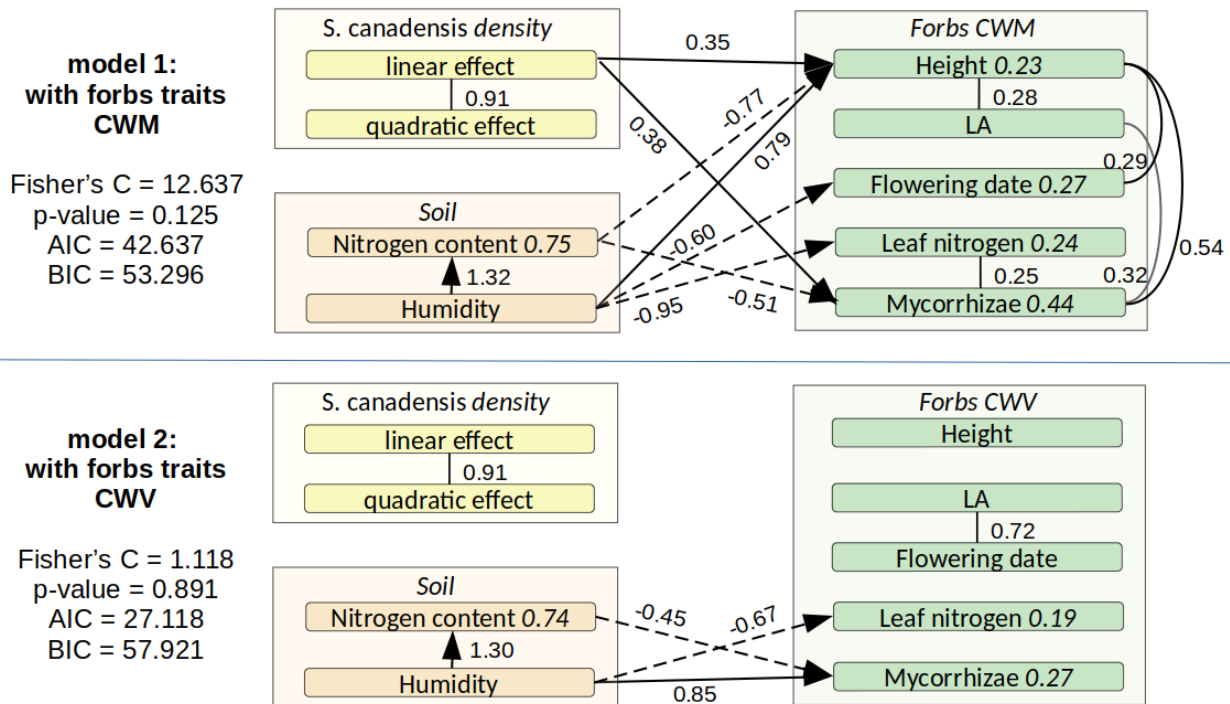 model 1:
with forbs traits
CWM
Fisher's C = 12.637
p-value = 0.125
AIC = 42.637
BIC = 53.296
S. canadensis density
linear effect
0.91
quadratic effect
Soil
Nitrogen content 0.75
1.32
Humidity
0.35
0.38
-0.77
0.79
-0.60
-0.95
-0.51
Forbs CWM
Height 0.23
0.28
LA
0.29
Flowering date 0.27
Leaf nitrogen 0.24
0.25
0.32
0.54
Mycorrhizae 0.44
model 2:
with forbs traits
CWV
Fisher's C = 1.118
p-value = 0.891
AIC = 27.118
BIC = 57.921
S. canadensis density
linear effect
0.91
quadratic effect
Soil
Nitrogen content 0.74
1.30
Humidity
-0.45
-0.67
0.85
Forbs CWV
Height
LA
0.72
Flowering date
Leaf nitrogen 0.19
Mycorrhizae 0.27